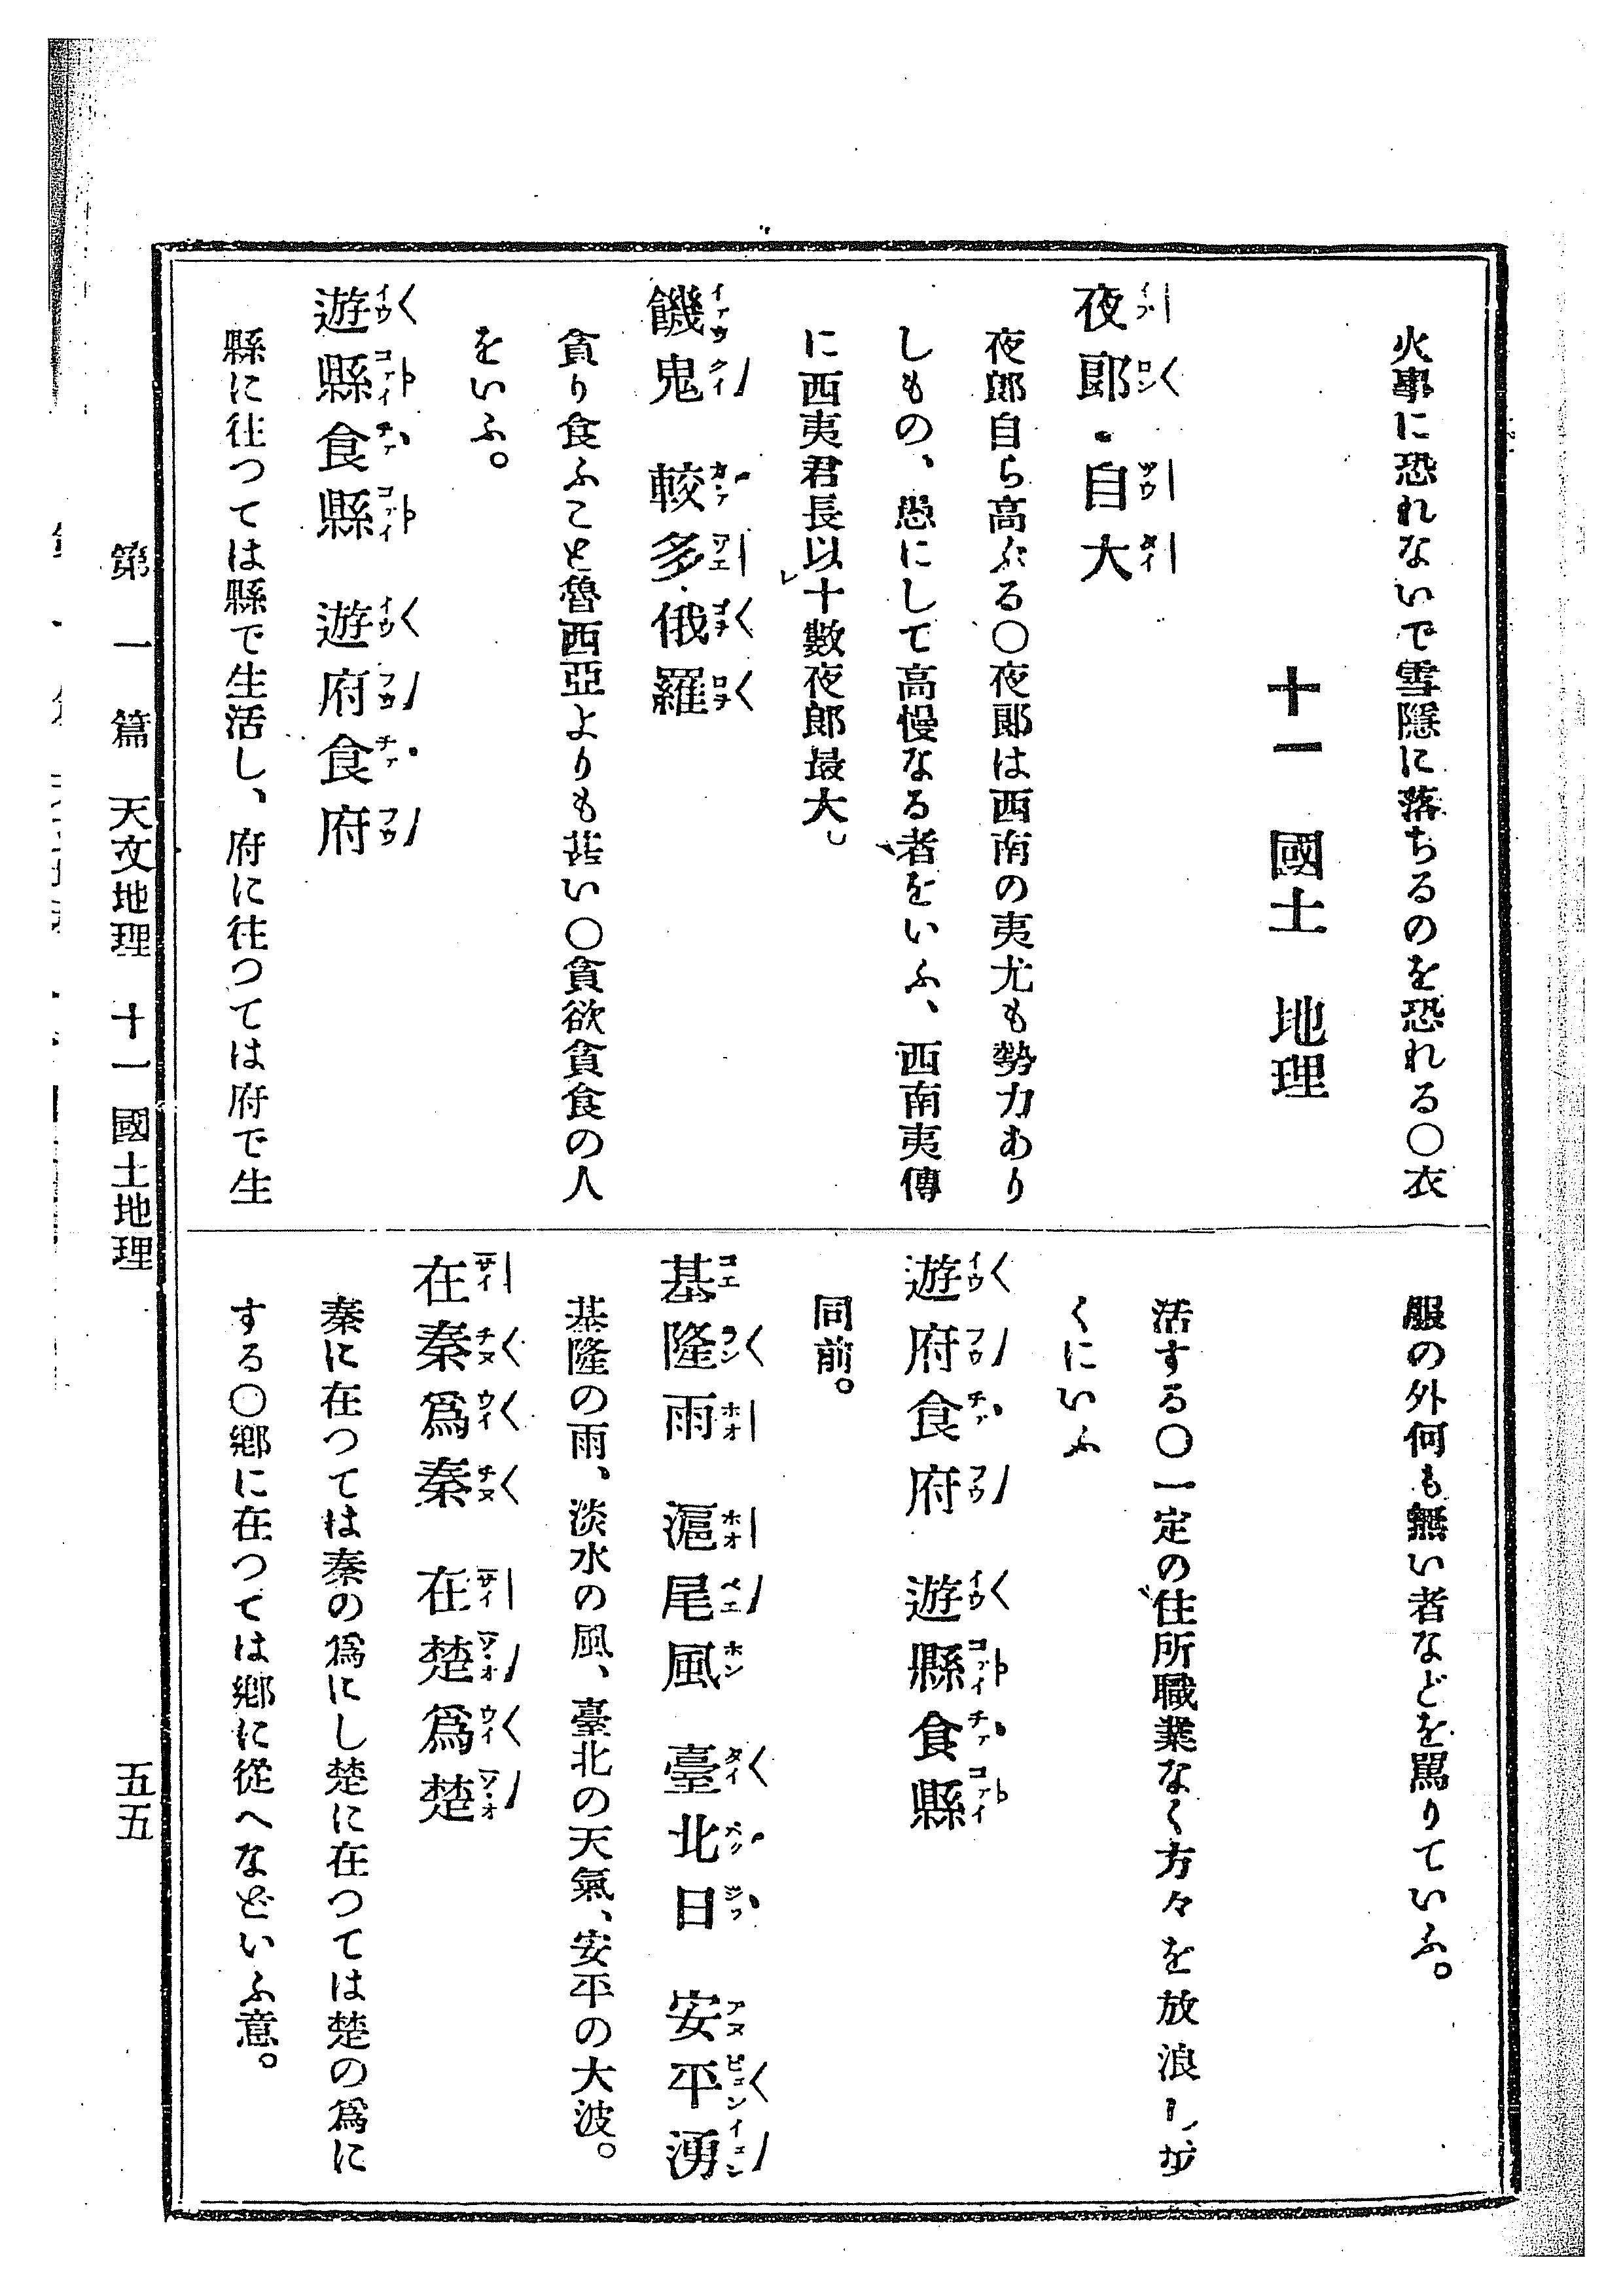 火事に恐れないで雪隱に落ちるのを恐れる〇衣
服の外何も無い者などを罵りていふ。
十一 國土 地理
夜郎・自大
夜郎自ら高ぶる〇夜郎は西南の夷尤も勢力あり
しもの、愚にして高慢なる者をいふ、西南夷傳
に西夷君長以十數夜郎最大。
饑鬼 較多俄羅
貪り食ふこと魯西亞よりも甚い〇貪欲貪食の人
をいふ。
遊縣食縣 遊府食府
縣に往つては縣で生活し、府に往つては府で生
活する〇一定の住所職業なく方々を放浪しが
くにいふ
遊府食府 遊縣食縣
同前。
基隆雨 滬尾風 臺北日 安平湧
基隆の雨、淡水の風、臺北の天氣、安平の大波。
在秦爲秦 在楚爲楚
秦に在つては秦の爲にし楚に在つては楚の爲に
する〇鄕に在つては鄕に從へなどいふ意。
第一篇 天文地理 十一 國土地理
五五